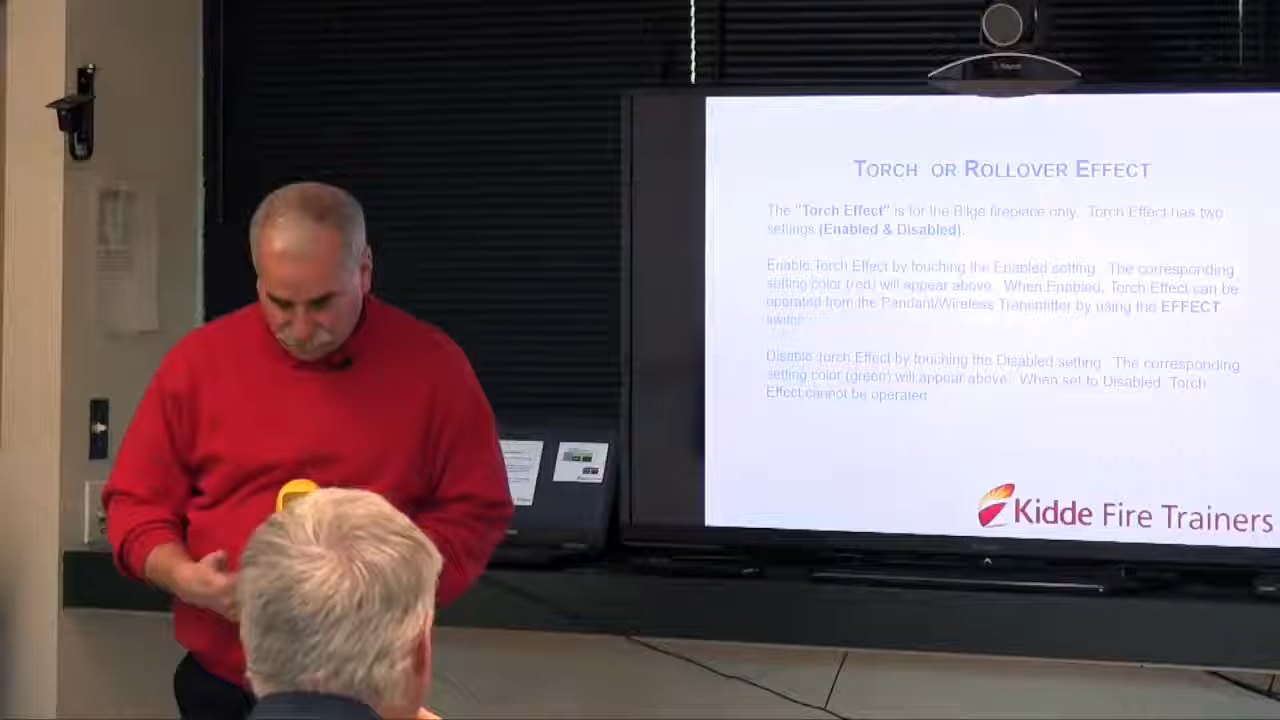 TORCH OR ROLLOVER EFFECT
The "Torch Effect" is for the Bilge fireplace only. Torch Effect has two
settings (Enabled & Disabled).
Enable Torch Effect by touching the Enabled setting. The corresponding
setting color (red) will appear above. When Enabled, Torch Effect can be
operated from the Pendant/Wireless Transmitter by using the EFFECT
switch.
Disable Torch Effect by touching the Disabled setting. The corresponding
setting color (green) will appear above. When set to Disabled, Torch
Effect cannot be operated.
Kidde Fire Trainers